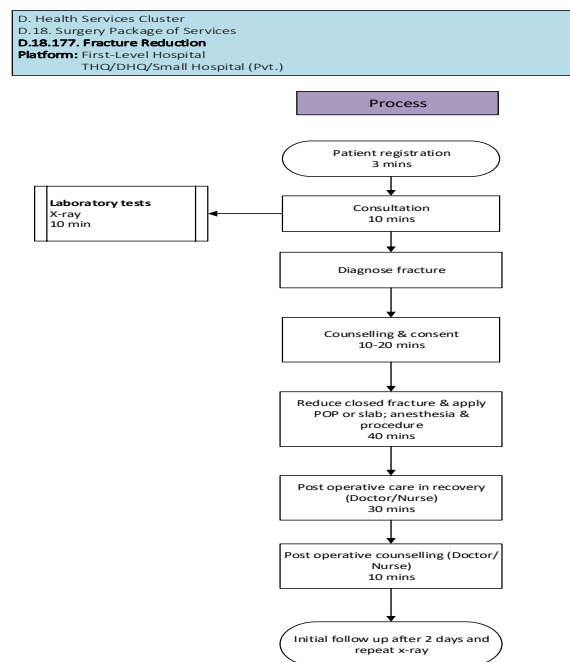 D. Health Services Cluster
D.18. Surgery Package of Services
D.18.177. Fracture Reduction
Platform: First-Level Hospital
THQ/DHQ/Small Hospital (Pvt.)
Process
Patient registration
3 mins
Laboratory tests
X-ray
10 min
Consultation
10 mins
Diagnose fracture
Counselling & consent
10-20 mins
Reduce closed fracture & apply
POP or slab; anesthesia &
procedure
40 mins
Post operative care in recovery
(Doctor/Nurse)
30 mins
Post operative counselling (Doctor/
Nurse)
10 mins
Initial follow up after 2 days and
repeat x-ray